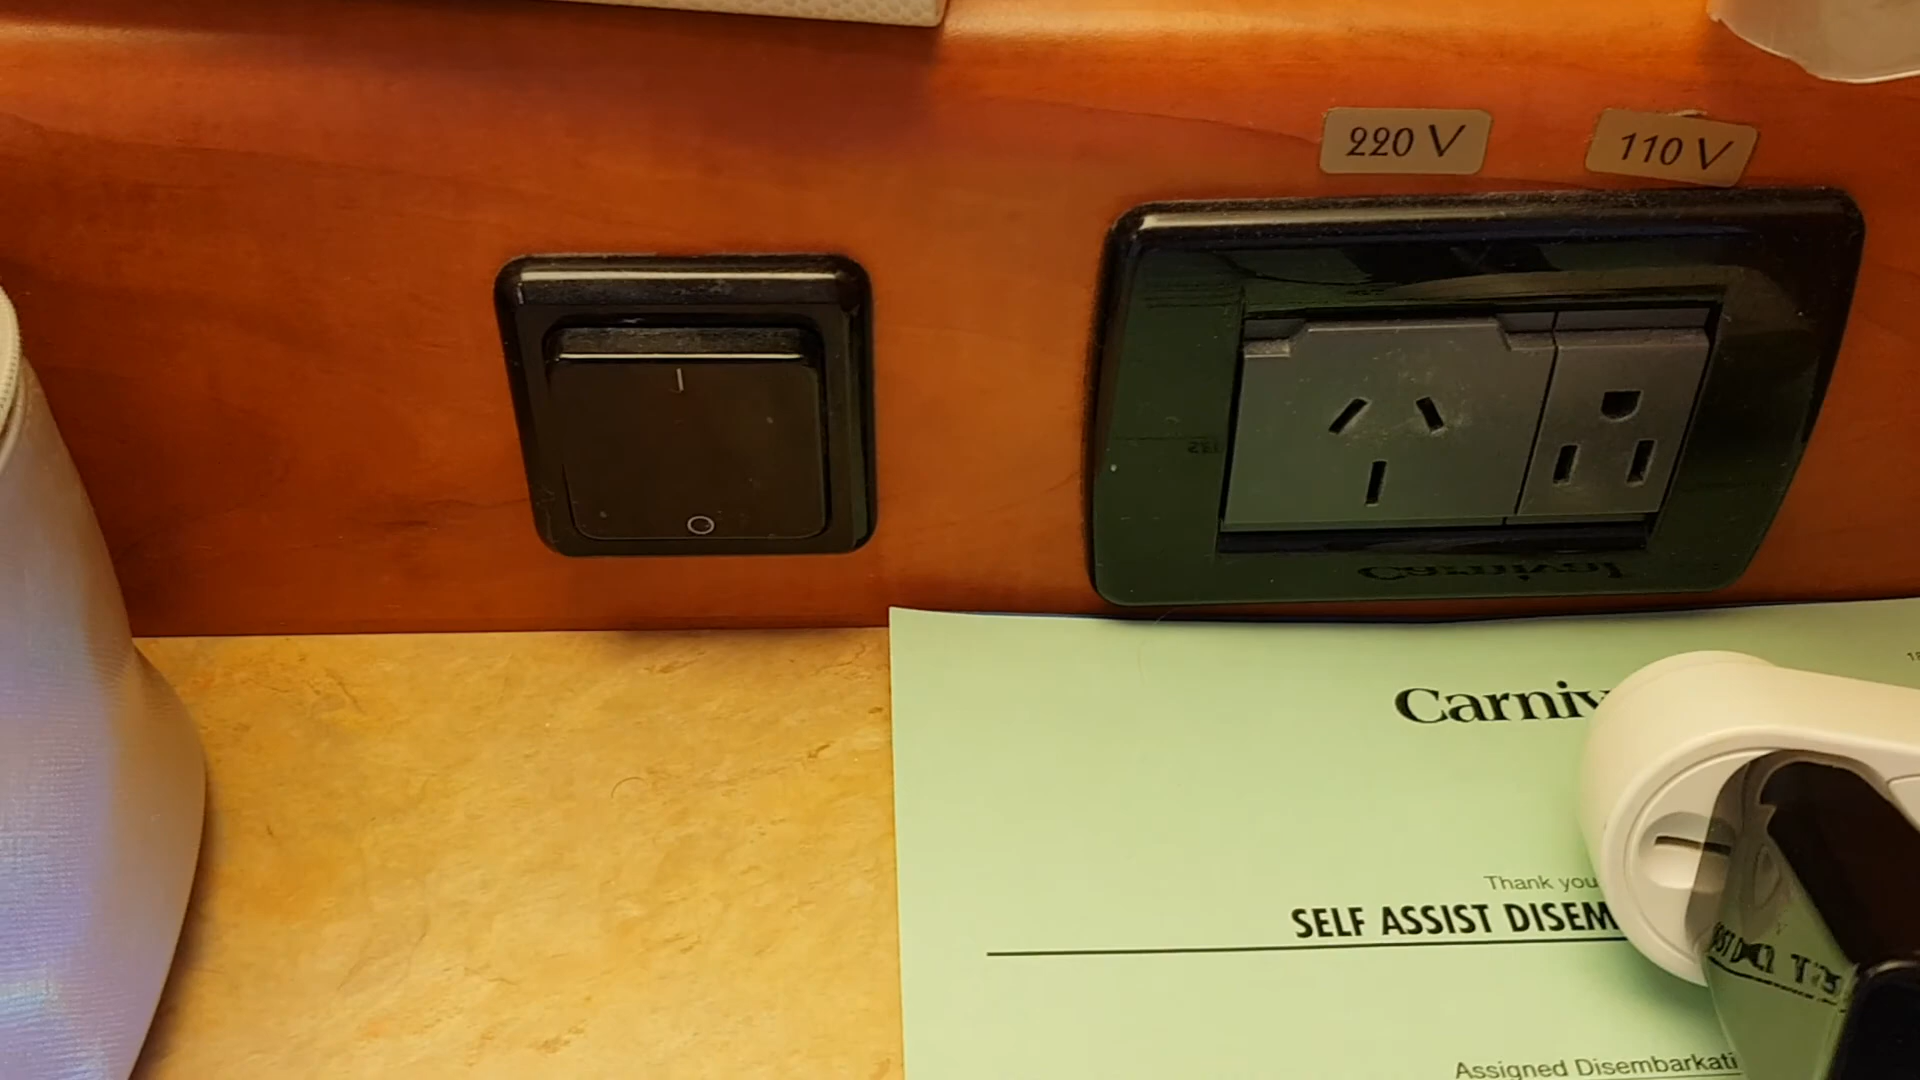 220 V
110 V
Carniv
Thank you
SELF ASSIST DISEM
Assigned Disembarkati